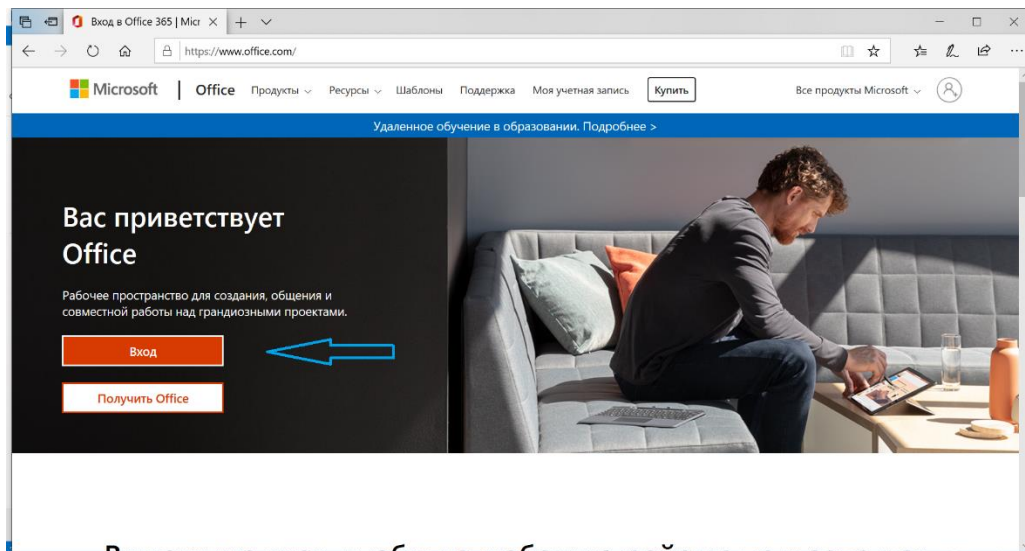 Вход в Office 365 | Micr
https://www.office.com/
Microsoft | Office Продукты Ресурсы Шаблоны Поддержка Моя учетная запись Купить Все продукты Microsoft
Удаленное обучение в образовании. Подробнее >
Вас приветствует
Office
Рабочее пространство для создания, общения и
совместной работы над грандиозными проектами.
Вход
Получить Office